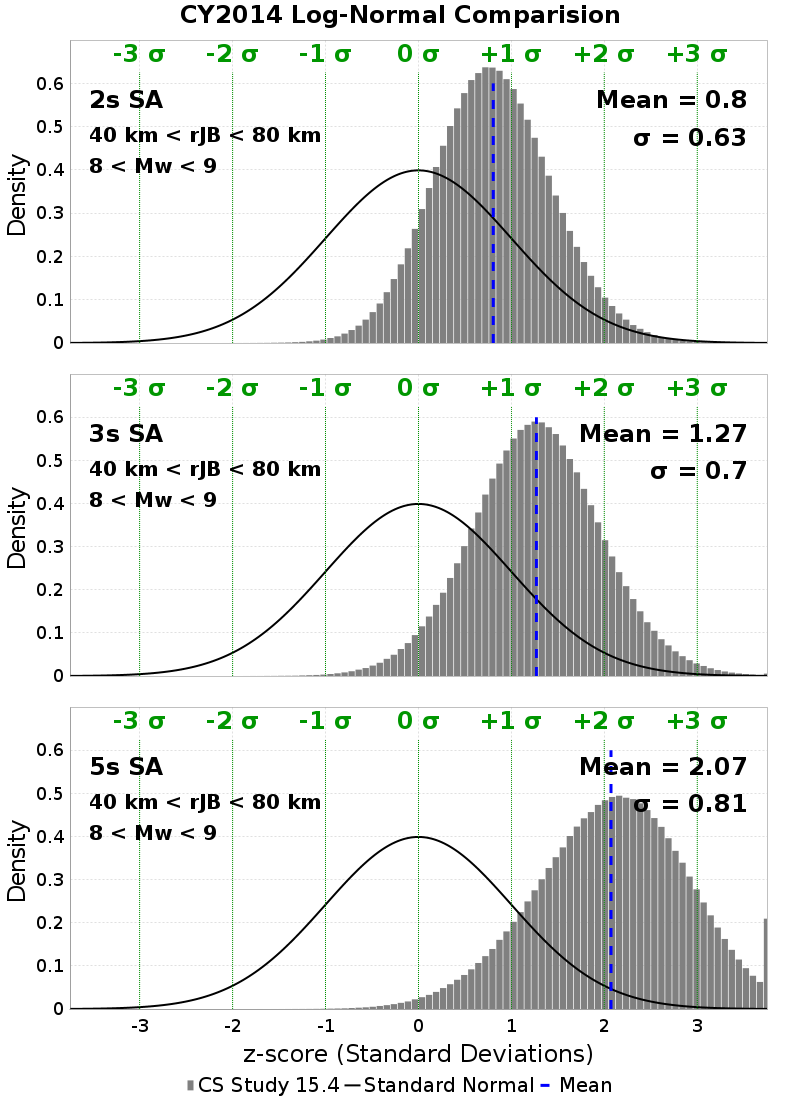 CY2014 Log-Normal Comparision
-3 σ -2 σ -1 σ 0 σ +1 σ +2 σ +3 σ
2s SA
Mean = 0.8
40 km < rJB < 80 km
σ = 0.63
8 < Mw < 9
Density
0.6
0.5
0.4
0.3
0.2
0.1
0
-3 σ -2 σ -1 σ 0 σ +1 σ +2 σ +3 σ
3s SA
Mean = 1.27
40 km < rJB < 80 km
σ = 0.7
8 < Mw < 9
Density
0.6
0.5
0.4
0.3
0.2
0.1
0
-3 σ -2 σ -1 σ 0 σ +1 σ +2 σ +3 σ
5s SA
Mean = 2.07
40 km < rJB < 80 km
σ = 0.81
8 < Mw < 9
Density
0.6
0.5
0.4
0.3
0.2
0.1
0
-3 -2 -1 0 1 2 3
z-score (Standard Deviations)
CS Study 15.4 Standard Normal Mean